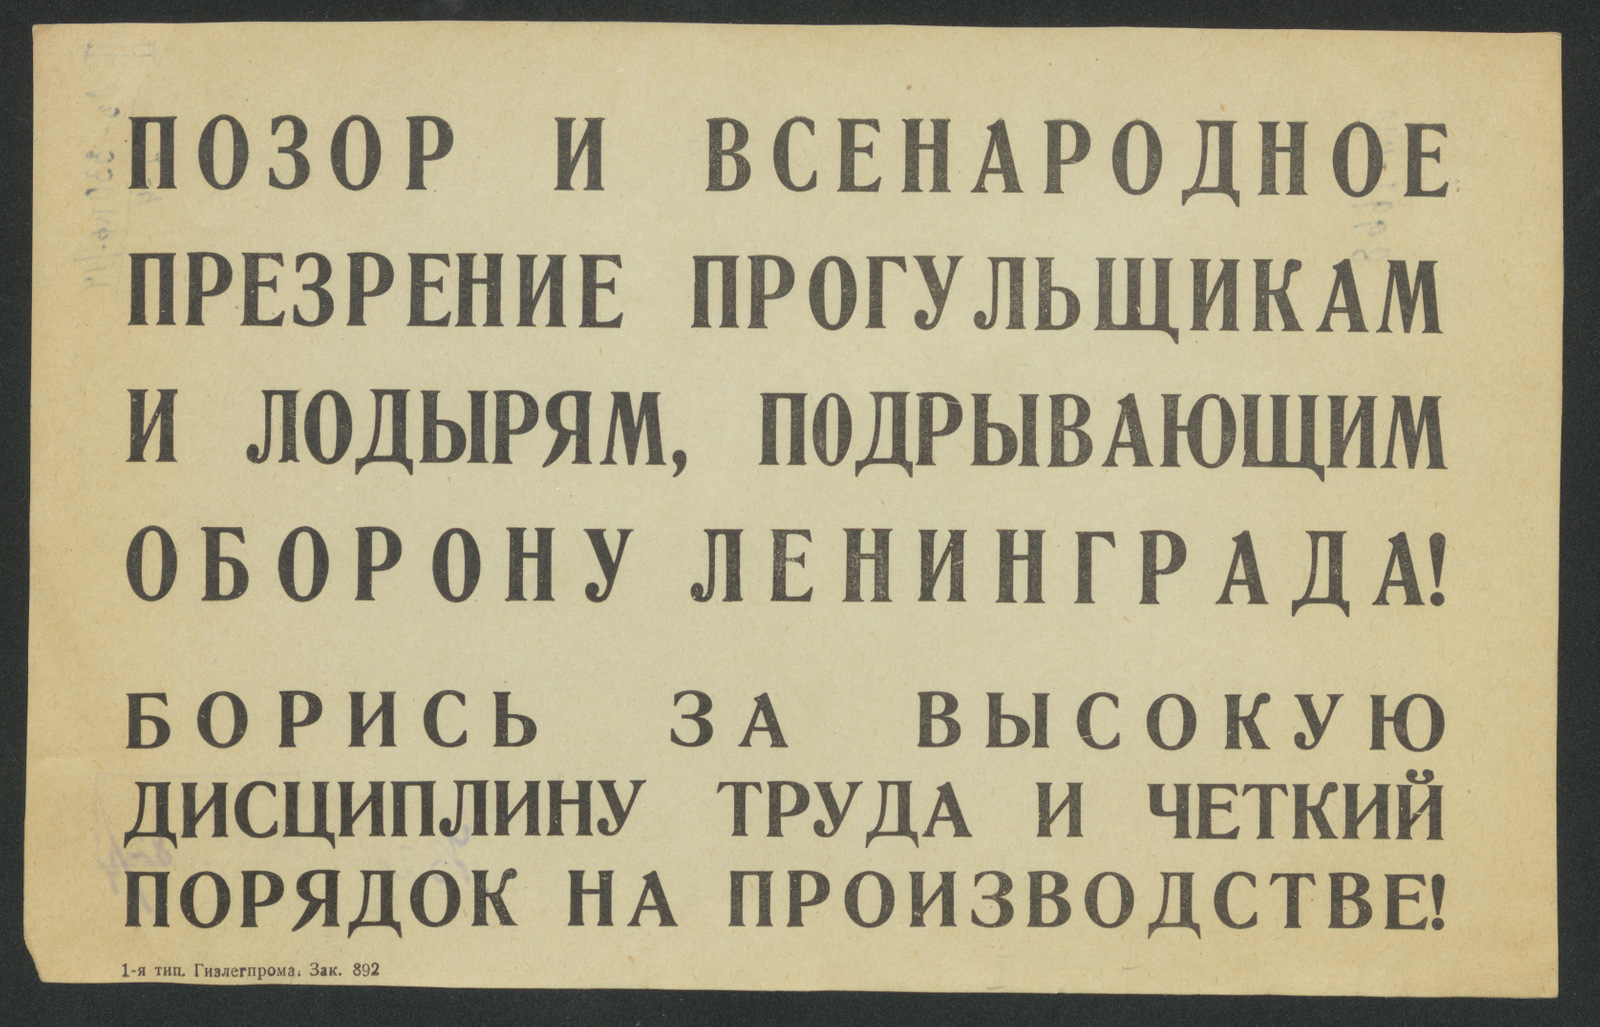 ПОЗОР И ВСЕНАРОДНОЕ
ПРЕЗРЕНИЕ ПРОГУЛЬЩИКАМ
И ЛОДЫРЯМ, ПОДРЫВАЮЩИМ
ОБОРОНУ ЛЕНИНГРАДА!
БОРИСЬ ЗА ВЫСОКУЮ
ДИСЦИПЛИНУ ТРУДА И ЧЕТКИЙ
ПОРЯДОК НА ПРОИЗВОДСТВЕ!
1-я тип. Гизлегпрома. Зак. 892